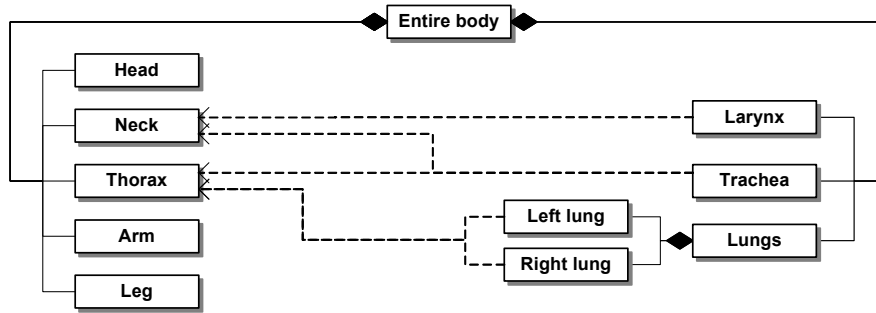 Entire body
Head
Neck
Thorax
Arm
Leg
Larynx
Trachea
Left lung
Right lung
Lungs